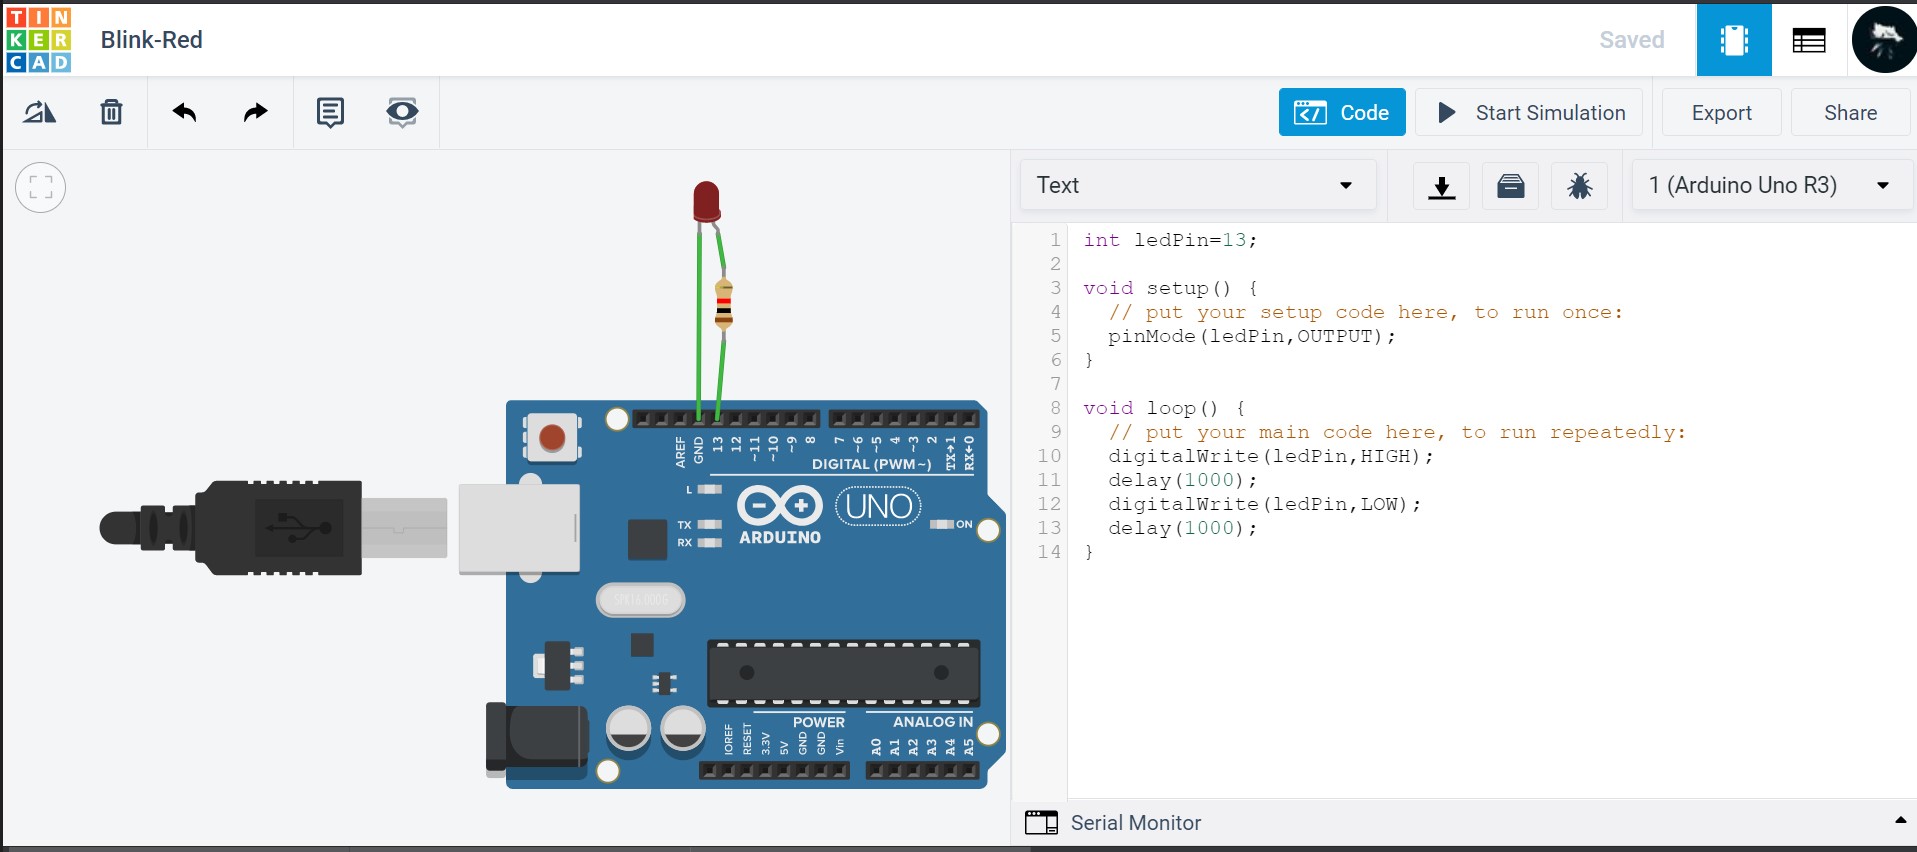 TIN
KER
CAD
Blink-Red
Saved
Code
Start Simulation
Export
Share
Text
1 (Arduino Uno R3)
1 int ledPin=13;
2
3 void setup() {
4 // put your setup code here, to run once:
5 pinMode(ledPin,OUTPUT);
6 }
7
8 void loop() {
9 // put your main code here, to run repeatedly:
10 digitalWrite(ledPin,HIGH);
11 delay(1000);
12 digitalWrite(ledPin,LOW);
13 delay(1000);
14 }
AREF GND 13 12 ~11 ~10 ~9 8 7 ~6 ~5 4 ~3 2 TX→1 RX←0
DIGITAL (PWM~)
L
TX
RX
UNO
ARDUINO
ON
POWER
ANALOG IN
IOREF RESET 3.3V 5V GND GND Vin A0 A1 A2 A3 A4 A5
Serial Monitor